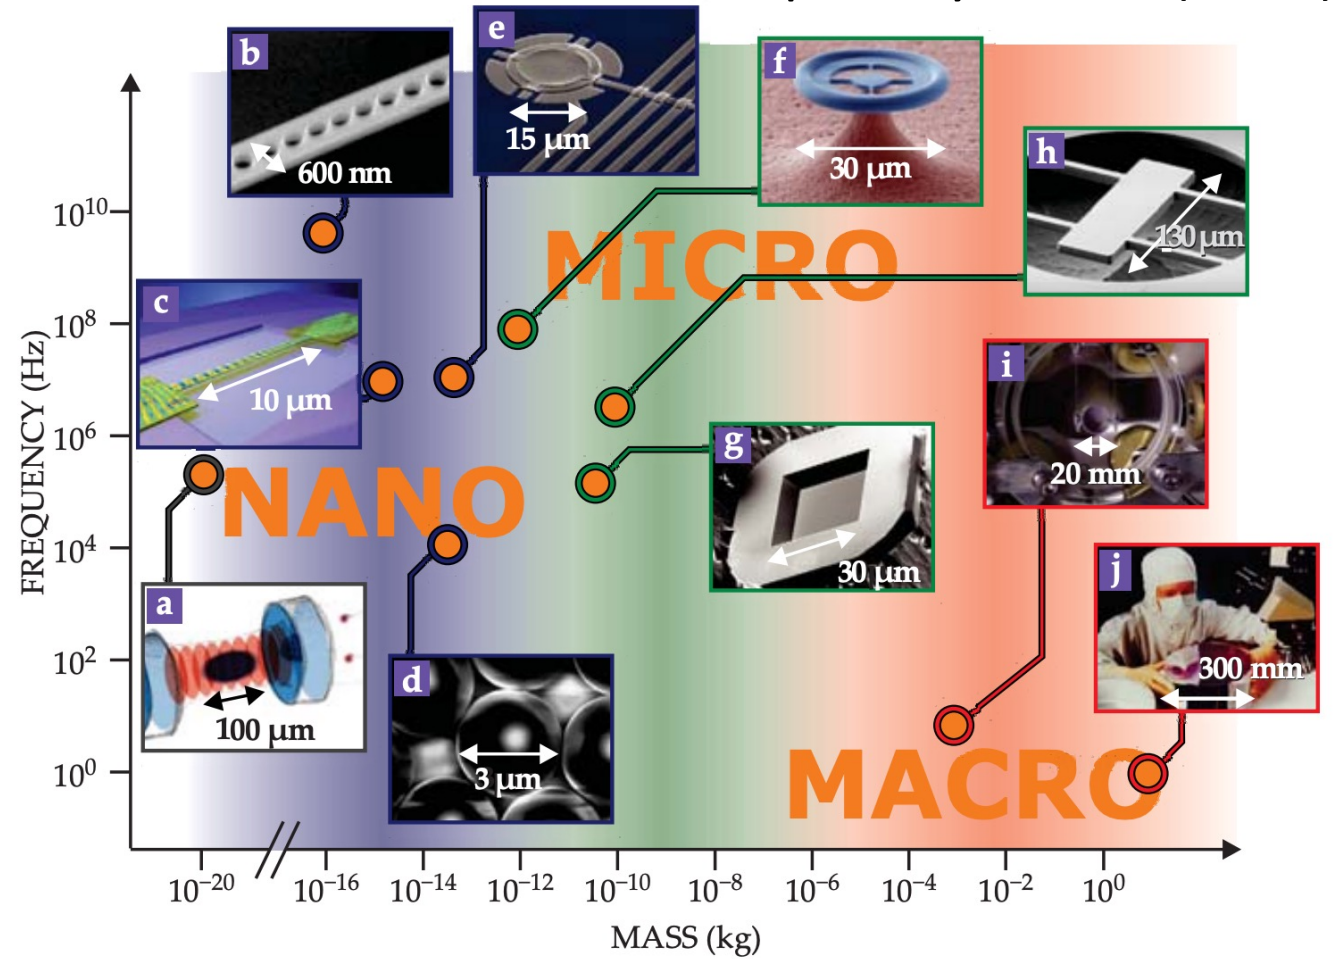 b
600 nm
e
15 µm
f
30 µm
h
130 µm
c
10 µm
i
20 mm
g
30 µm
j
300 mm
a
100 µm
d
3 µm
MICRO
NANO
MACRO
FREQUENCY (Hz)
10¹⁰
10⁸
10⁶
10⁴
10²
10⁰
10⁻²⁰
10⁻¹⁶
10⁻¹⁴
10⁻¹²
10⁻¹⁰
10⁻⁸
10⁻⁶
10⁻⁴
10⁻²
10⁰
MASS (kg)